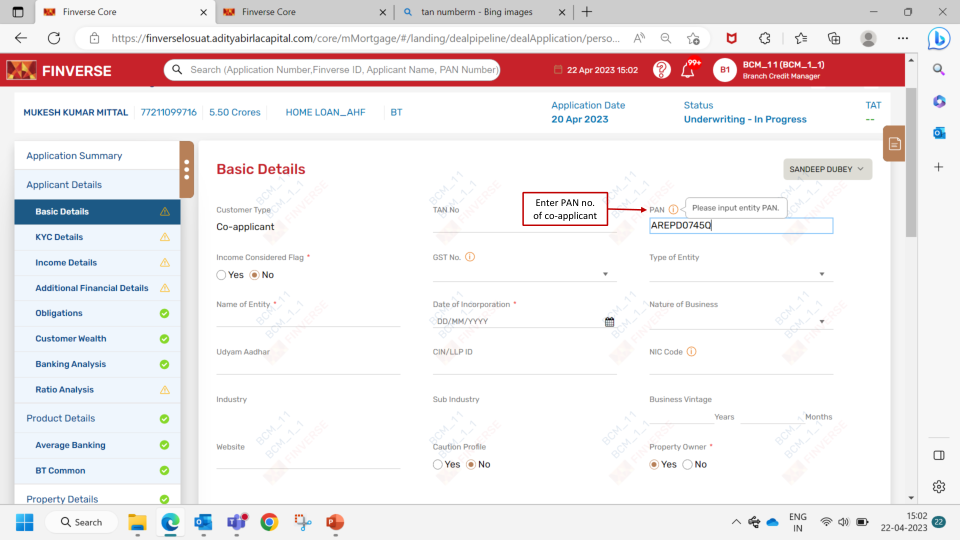 Finverse Core
Finverse Core
tan numberm - Bing images
https://finverselosuat.adityabirlacapital.com/core/mMortgage/#/landing/dealpipeline/dealApplication/perso...
FINVERSE
Search (Application Number,Finverse ID, Applicant Name, PAN Number)
22 Apr 2023 15:02
99+
B1
BCM_1 1 (BCM_1_1)
Branch Credit Manager
MUKESH KUMAR MITTAL 77211099716 5.50 Crores HOME LOAN_AHF BT
Application Date
20 Apr 2023
Status
Underwriting - In Progress
TAT
--
Application Summary
Applicant Details
Basic Details
KYC Details
Income Details
Additional Financial Details
Obligations
Customer Wealth
Banking Analysis
Ratio Analysis
Product Details
Average Banking
BT Common
Property Details
Basic Details
SANDEEP DUBEY
Customer Type
Co-applicant
TAN No
Enter PAN no.
of co-applicant
PAN
Please input entity PAN.
AREPD0745Q
Income Considered Flag *
Yes No
GST No.
Type of Entity
Name of Entity *
Date of Incorporation *
DD/MM/YYYY
Nature of Business
Udyam Aadhar
CIN/LLP ID
NIC Code
Industry
Sub Industry
Business Vintage
Years Months
Website
Caution Profile
Yes No
Property Owner *
Yes No
BCM_1 1
BCM_1_1
FINVERSE
Search
ENG
IN
15:02
22-04-2023
22